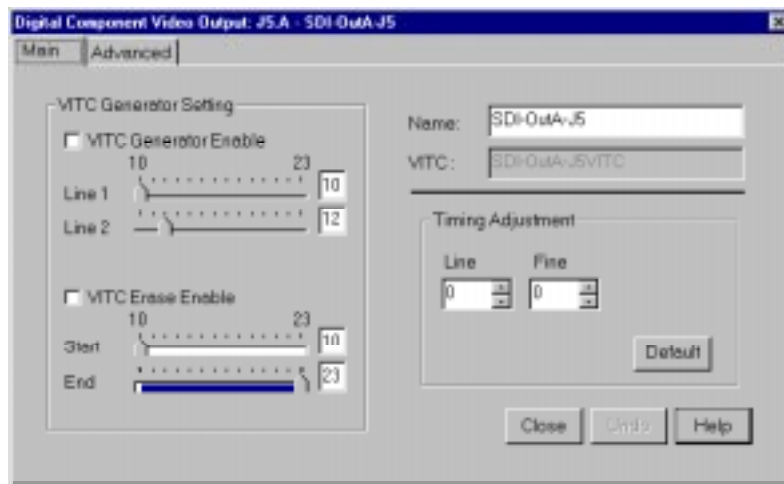 Digital Component Video Output: J5.A - SDI-OutA-J5
Main Advanced
VITC Generator Setting
VITC Generator Enable
10 23
Line 1 10
Line 2 12
VITC Erase Enable
10 23
Start 10
End 23
Name: SDI-OutA-J5
VITC: SDI-OutA-J5VITC
Timing Adjustment
Line Fine
0 0
Default
Close Undo Help